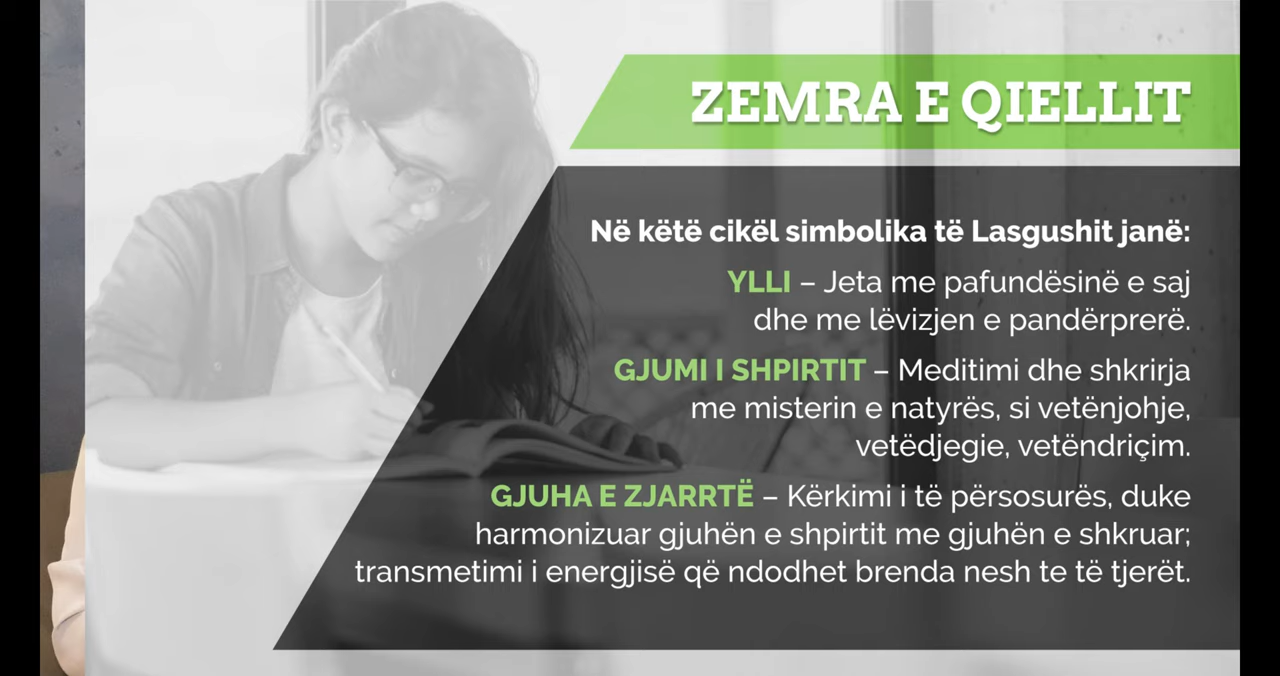 ZEMRA E QIELLIT
Në këtë cikël simbolika të Lasgushit janë:
YLLI – Jeta me pafundësinë e saj
dhe me lëvizjen e pandërprerë.
GJUMI I SHPIRTIT – Meditimi dhe shkrirja
me misterin e natyrës, si vetënjohje,
vetëdjegie, vetëndriçim.
GJUHA E ZJARRTË – Kërkimi i të përsosurës, duke
harmonizuar gjuhën e shpirtit me gjuhën e shkruar;
transmetimi i energjisë që ndodhet brenda nesh te të tjerët.